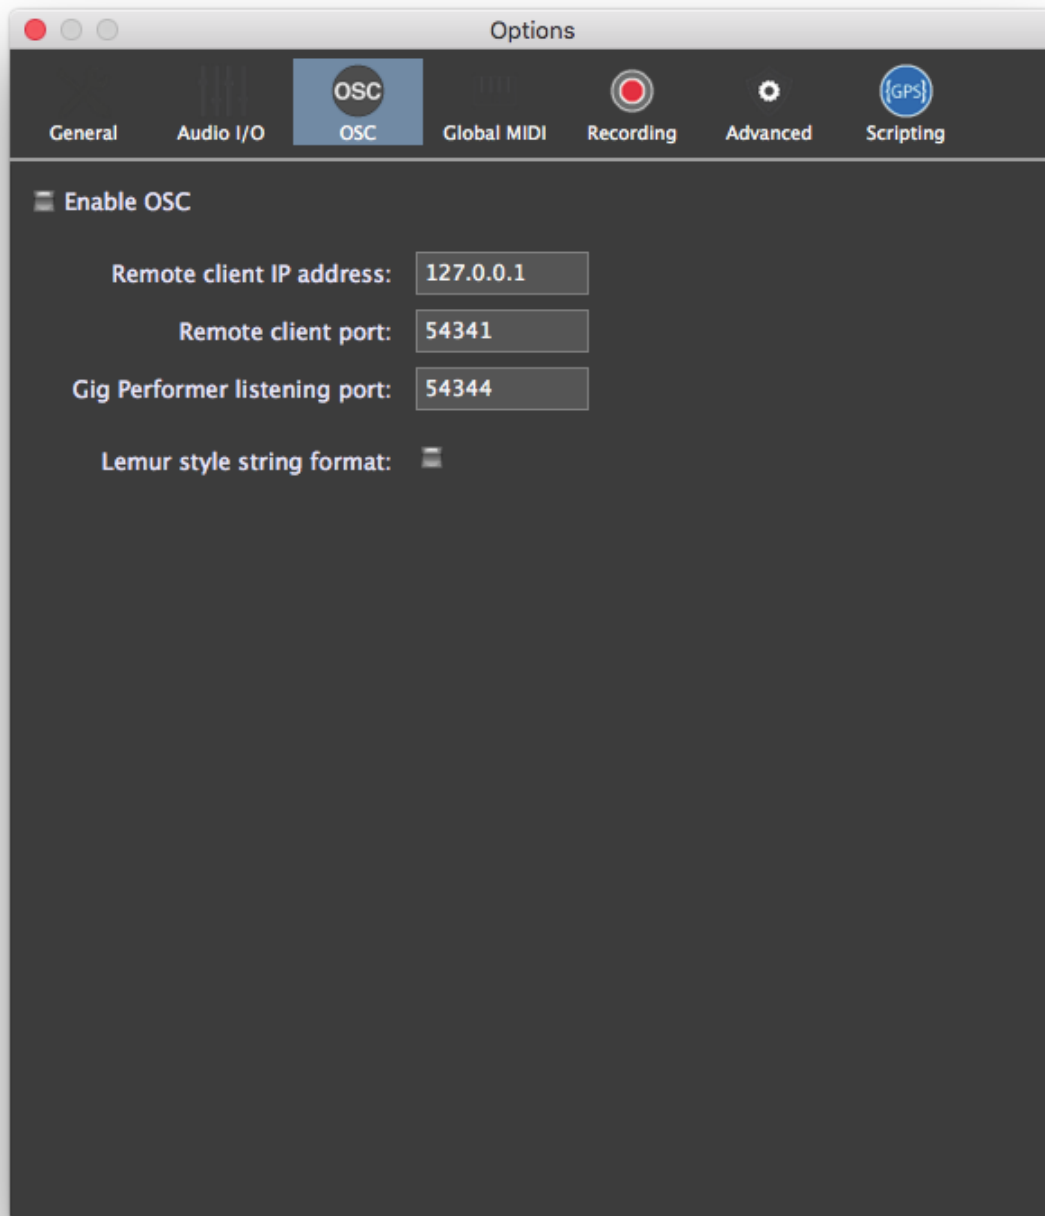 Options
OSC
{GPS}
General Audio I/O OSC Global MIDI Recording Advanced Scripting
Enable OSC
Remote client IP address: 127.0.0.1
Remote client port: 54341
Gig Performer listening port: 54344
Lemur style string format: